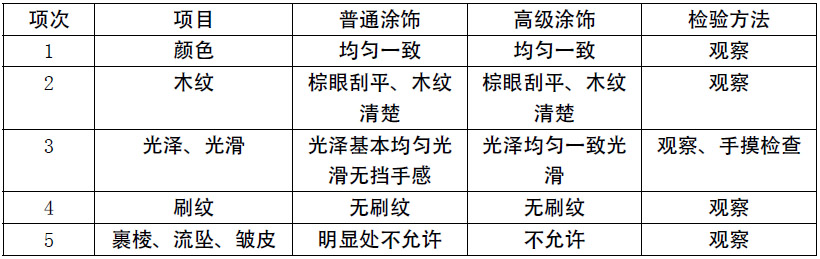 项次 项目 普通涂饰 高级涂饰 检验方法
1 颜色 均匀一致 均匀一致 观察
2 木纹 棕眼刮平、木纹 棕眼刮平、木纹 观察
清楚 清楚
3 光泽、光滑 光泽基本均匀光 光泽均匀一致光 观察、手摸检查
滑无挡手感 滑
4 刷纹 无刷纹 无刷纹 观察
5 裹棱、流坠、皱皮 明显处不允许 不允许 观察